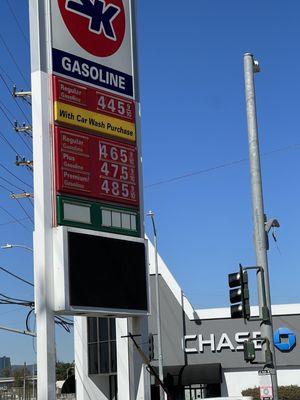 K
GASOLINE
Regular
Gasoline
445 9/10
With Car Wash Purchase
Regular
Gasoline
465 9/10
Plus
Gasoline
475 9/10
Premium
Gasoline
485 9/10
CHASE